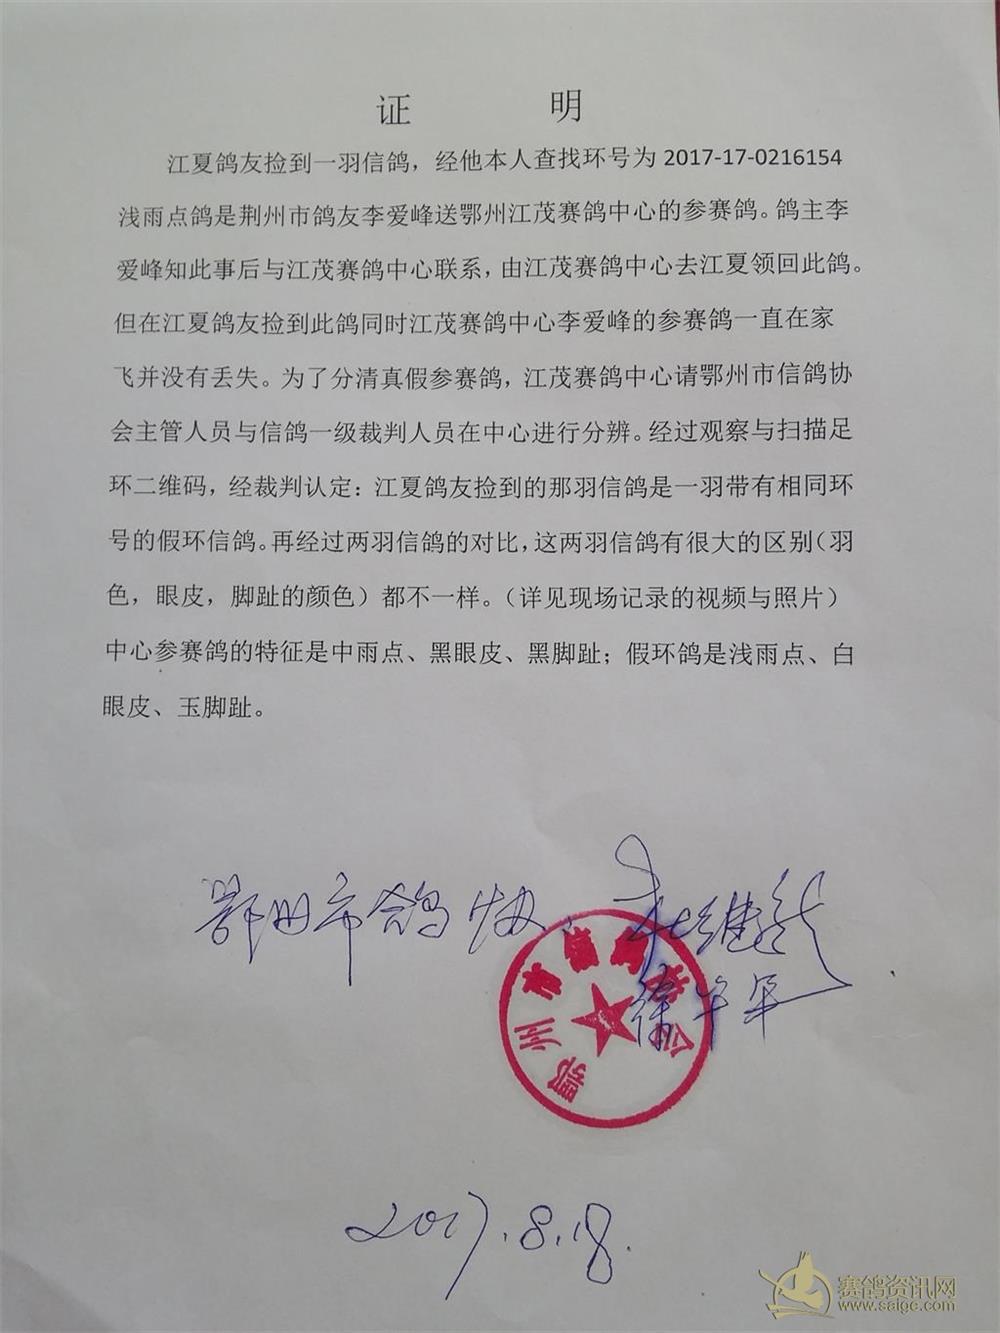 证 明
江夏鸽友捡到一羽信鸽，经他本人查找环号为 2017-17-0216154
浅雨点鸽是荆州市鸽友李爱峰送鄂州江茂赛鸽中心的参赛鸽。鸽主李
爱峰知此事后与江茂赛鸽中心联系，由江茂赛鸽中心去江夏领回此鸽。
但在江夏鸽友捡到此鸽同时江茂赛鸽中心李爱峰的参赛鸽一直在家
飞并没有丢失。为了分清真假参赛鸽，江茂赛鸽中心请鄂州市信鸽协
会主管人员与信鸽一级裁判人员在中心进行分辨。经过观察与扫描足
环二维码，经裁判认定：江夏鸽友捡到的那羽信鸽是一羽带有相同环
号的假环信鸽。再经过两羽信鸽的对比，这两羽信鸽有很大的区别（羽
色，眼皮，脚趾的颜色）都不一样。（详见现场记录的视频与照片）
中心参赛鸽的特征是中雨点、黑眼皮、黑脚趾；假环鸽是浅雨点、白
眼皮、玉脚趾。
鄂州市鸽协
鄂州市信鸽协会
2017.8.18.
赛鸽资讯网
www.saigc.com